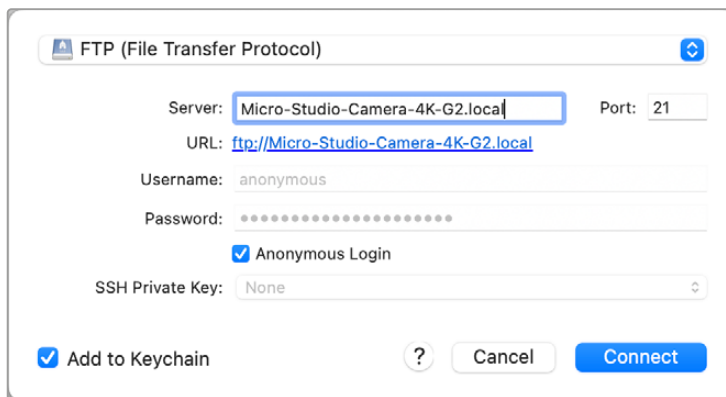 FTP (File Transfer Protocol)
Server: Micro-Studio-Camera-4K-G2.local Port: 21
URL: ftp://Micro-Studio-Camera-4K-G2.local
Username: anonymous
Password: •••••••••••••••••••••
Anonymous Login
SSH Private Key: None
Add to Keychain ? Cancel Connect